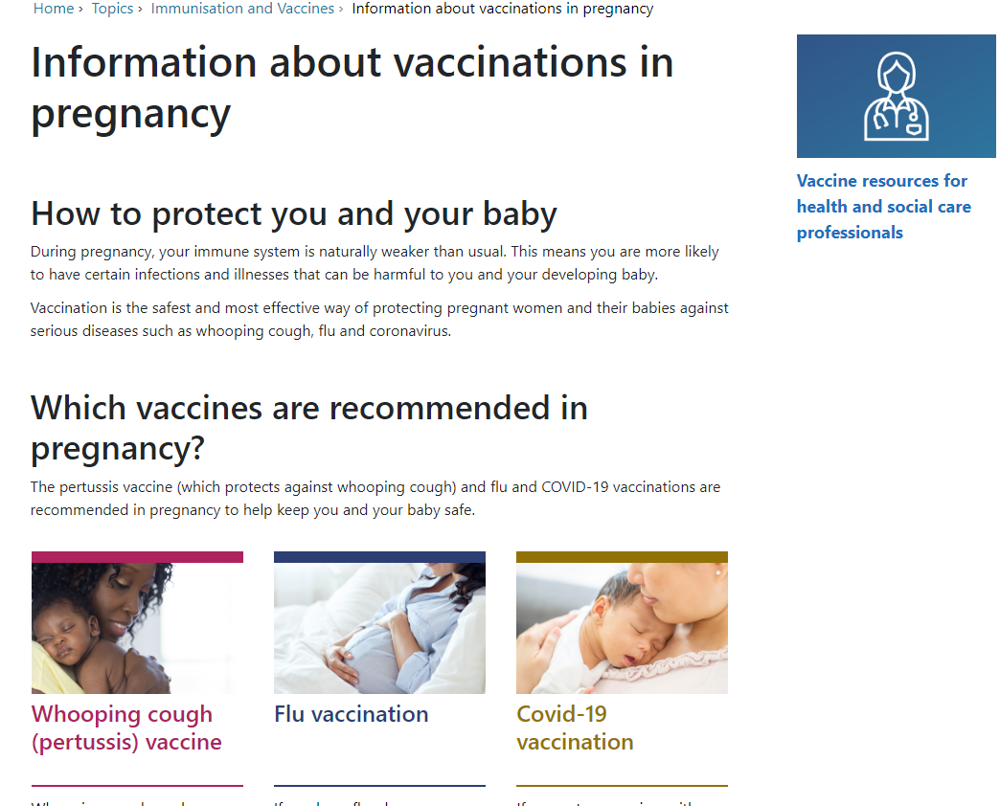 Home › Topics › Immunisation and Vaccines › Information about vaccinations in pregnancy
Information about vaccinations in
pregnancy
Vaccine resources for
health and social care
professionals
How to protect you and your baby
During pregnancy, your immune system is naturally weaker than usual. This means you are more likely
to have certain infections and illnesses that can be harmful to you and your developing baby.
Vaccination is the safest and most effective way of protecting pregnant women and their babies against
serious diseases such as whooping cough, flu and coronavirus.
Which vaccines are recommended in
pregnancy?
The pertussis vaccine (which protects against whooping cough) and flu and COVID-19 vaccinations are
recommended in pregnancy to help keep you and your baby safe.
Whooping cough
(pertussis) vaccine
Flu vaccination
Covid-19
vaccination